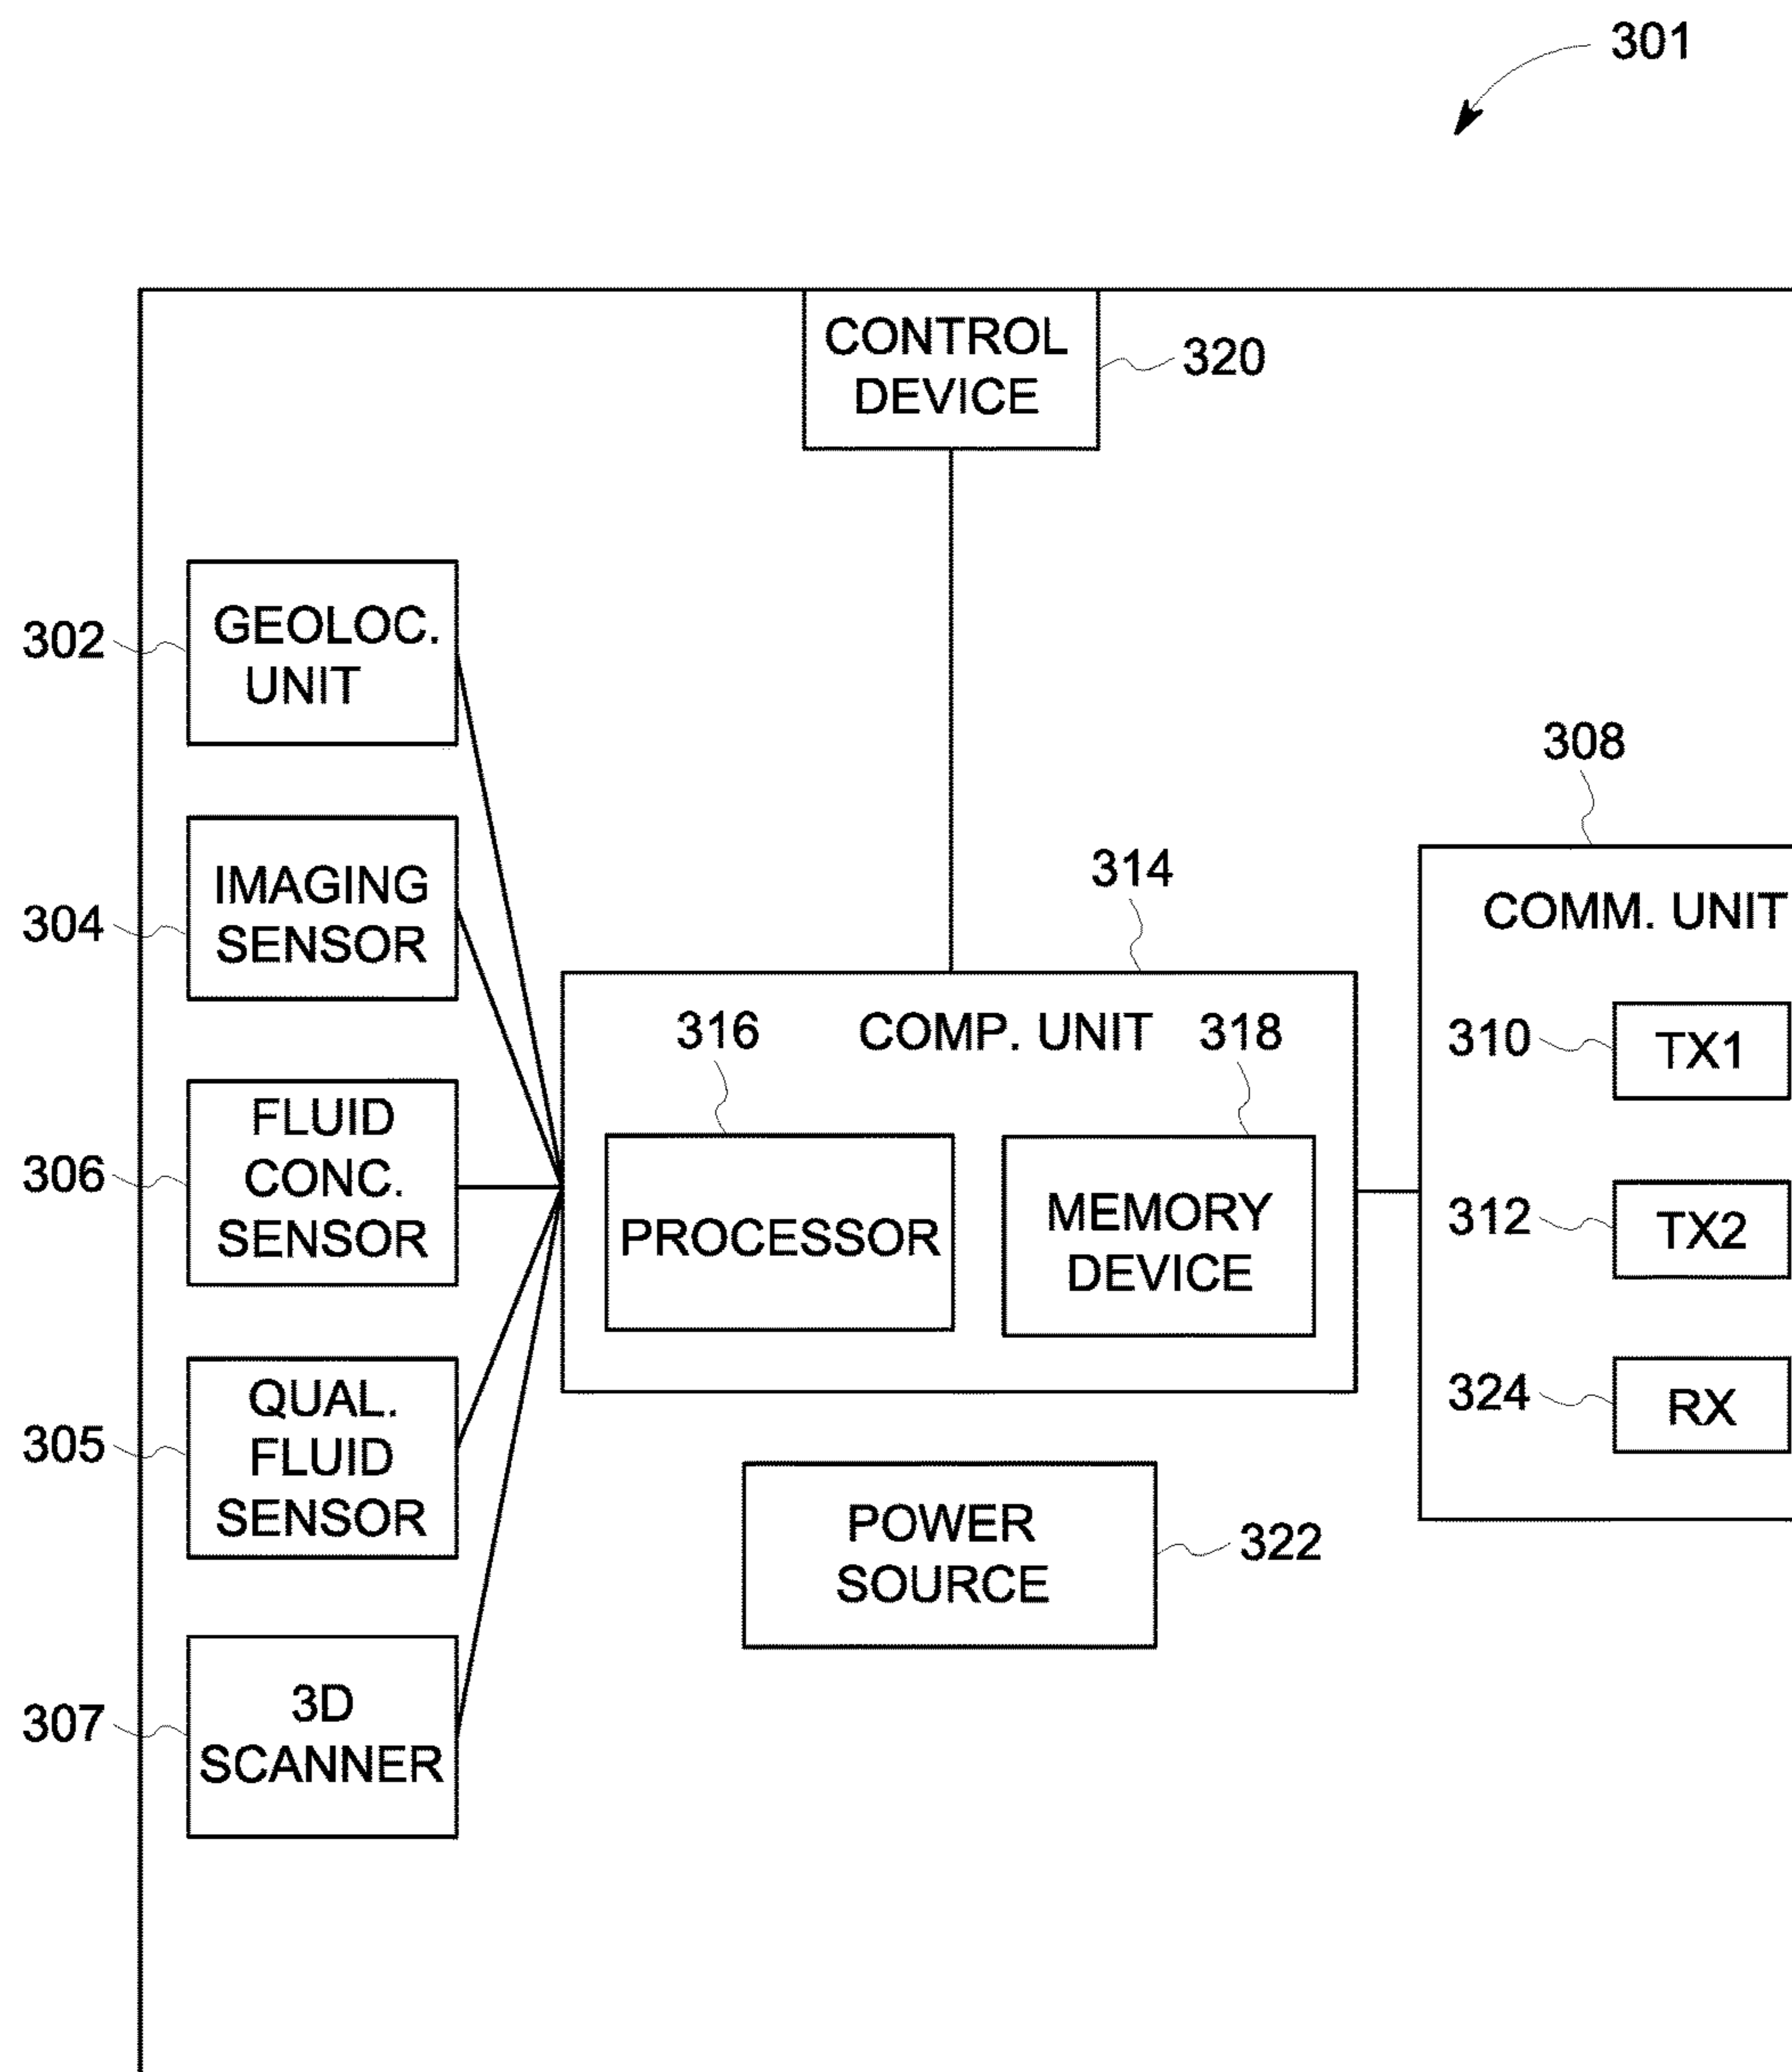 301
CONTROL
DEVICE
320
GEOLOC.
UNIT
302
308
IMAGING
SENSOR
304
314
COMM. UNIT
316
COMP. UNIT
318
310
TX1
FLUID
CONC.
SENSOR
306
PROCESSOR
MEMORY
DEVICE
312
TX2
324
RX
QUAL.
FLUID
SENSOR
305
POWER
SOURCE
322
3D
SCANNER
307